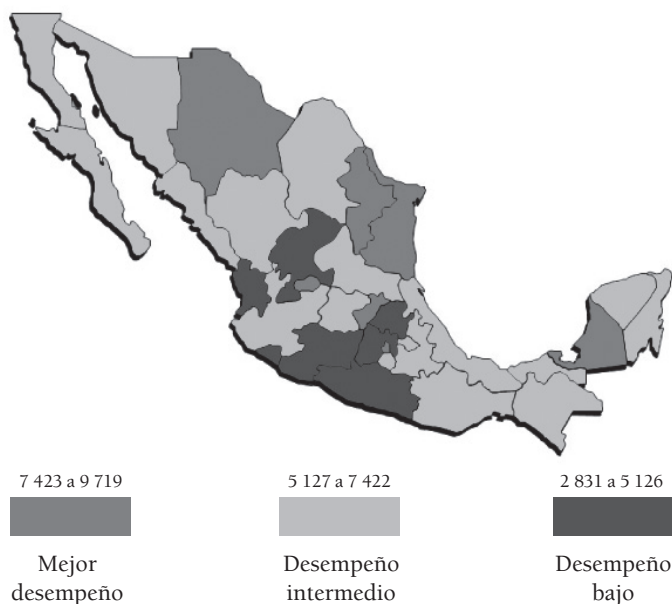 7 423 a 9 719
5 127 a 7 422
2 831 a 5 126
Mejor
desempeño
Desempeño
intermedio
Desempeño
bajo